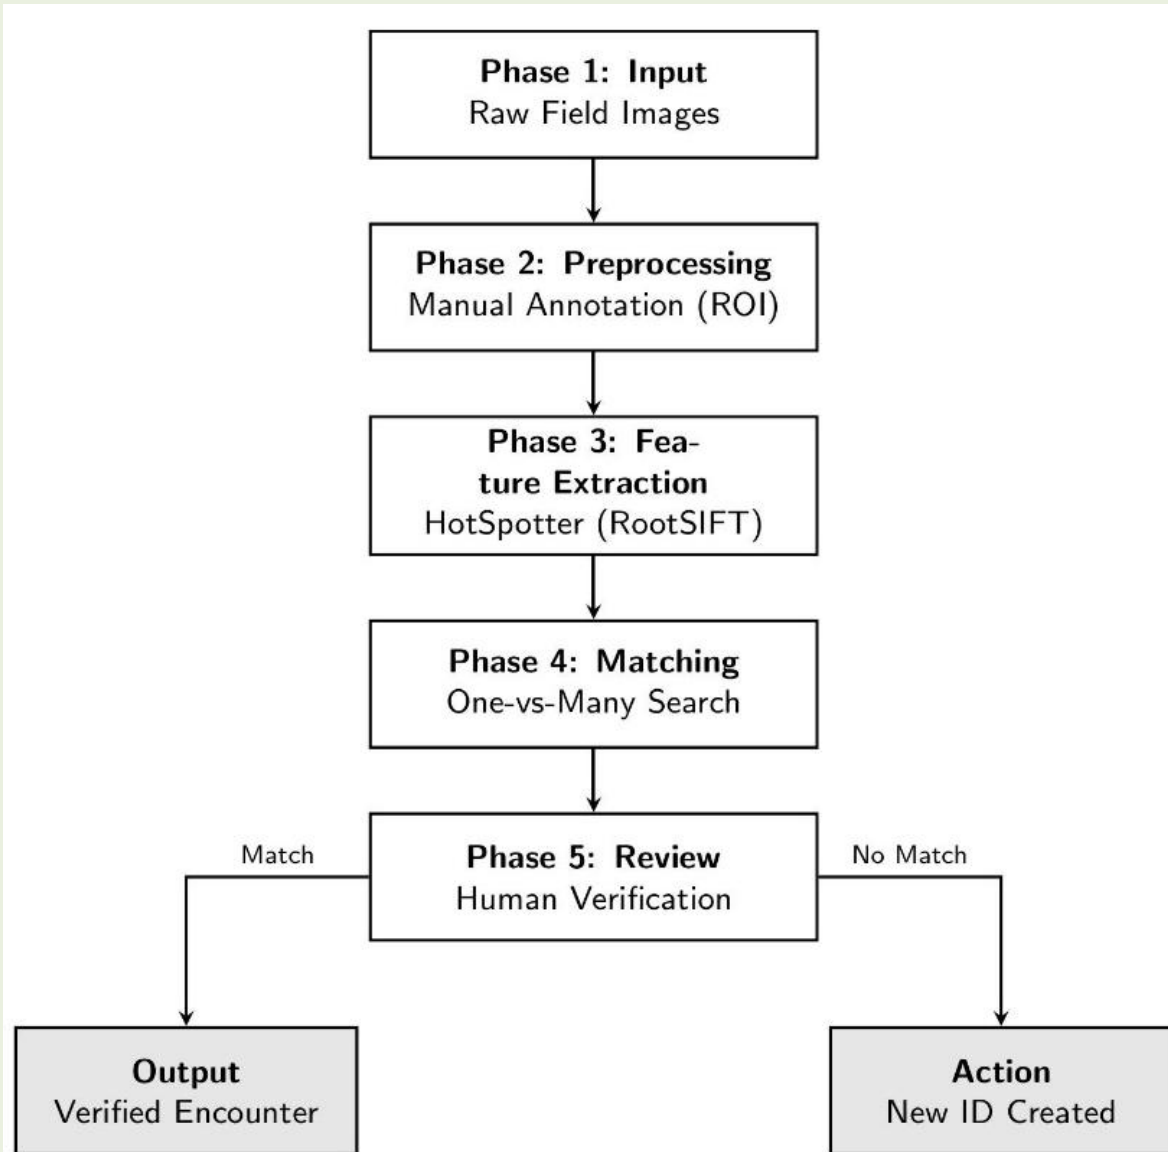 Phase 1: Input
Raw Field Images
Phase 2: Preprocessing
Manual Annotation (ROI)
Phase 3: Fea-
ture Extraction
HotSpotter (RootSIFT)
Phase 4: Matching
One-vs-Many Search
Phase 5: Review
Human Verification
Match
No Match
Output
Verified Encounter
Action
New ID Created